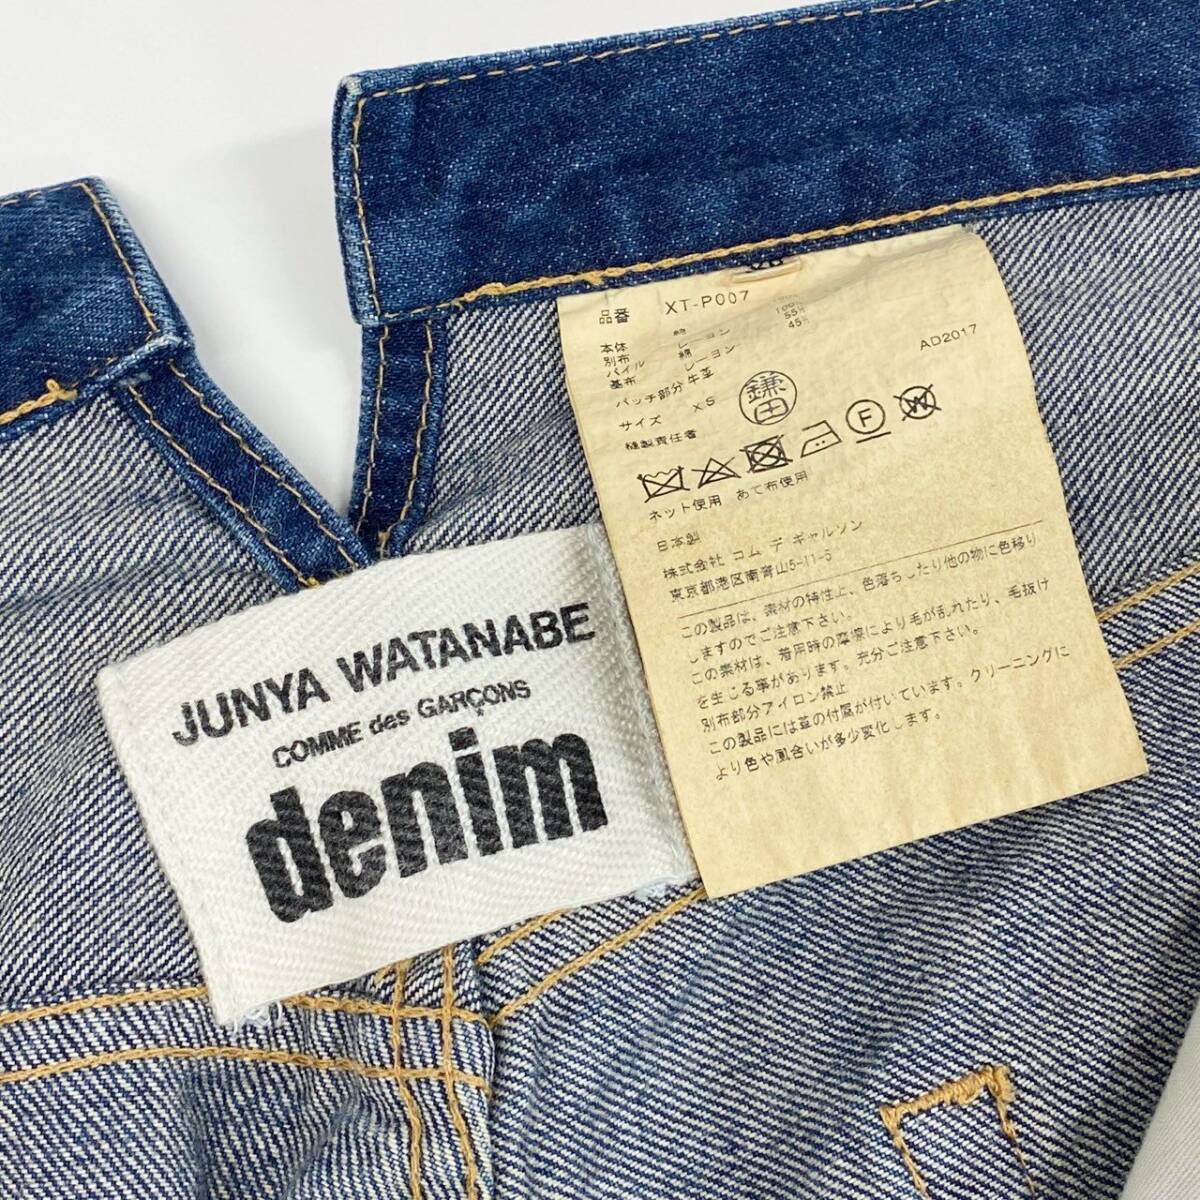 品番 XT-P007
AD2017
本体 綿 100%
別布 レーヨン 55%
パイル 綿 45%
基布 レーヨン
パッチ部分 牛革
サイズ XS
縫製責任者 鎌田
F
W
ネット使用 あて布使用
日本製
株式会社 コム デ ギャルソン
東京都港区南青山5-11-5
この製品は、素材の特性上、色落ちしたり他の物に色移り
しますのでご注意下さい。
この素材は、着用時の摩擦により毛が乱れたり、毛抜け
を生じる事があります。充分ご注意下さい。
別布部分アイロン禁止
この製品には革の付属が付いています。クリーニングに
より色や風合いが多少変化します。
JUNYA WATANABE
COMME des GARÇONS
denim